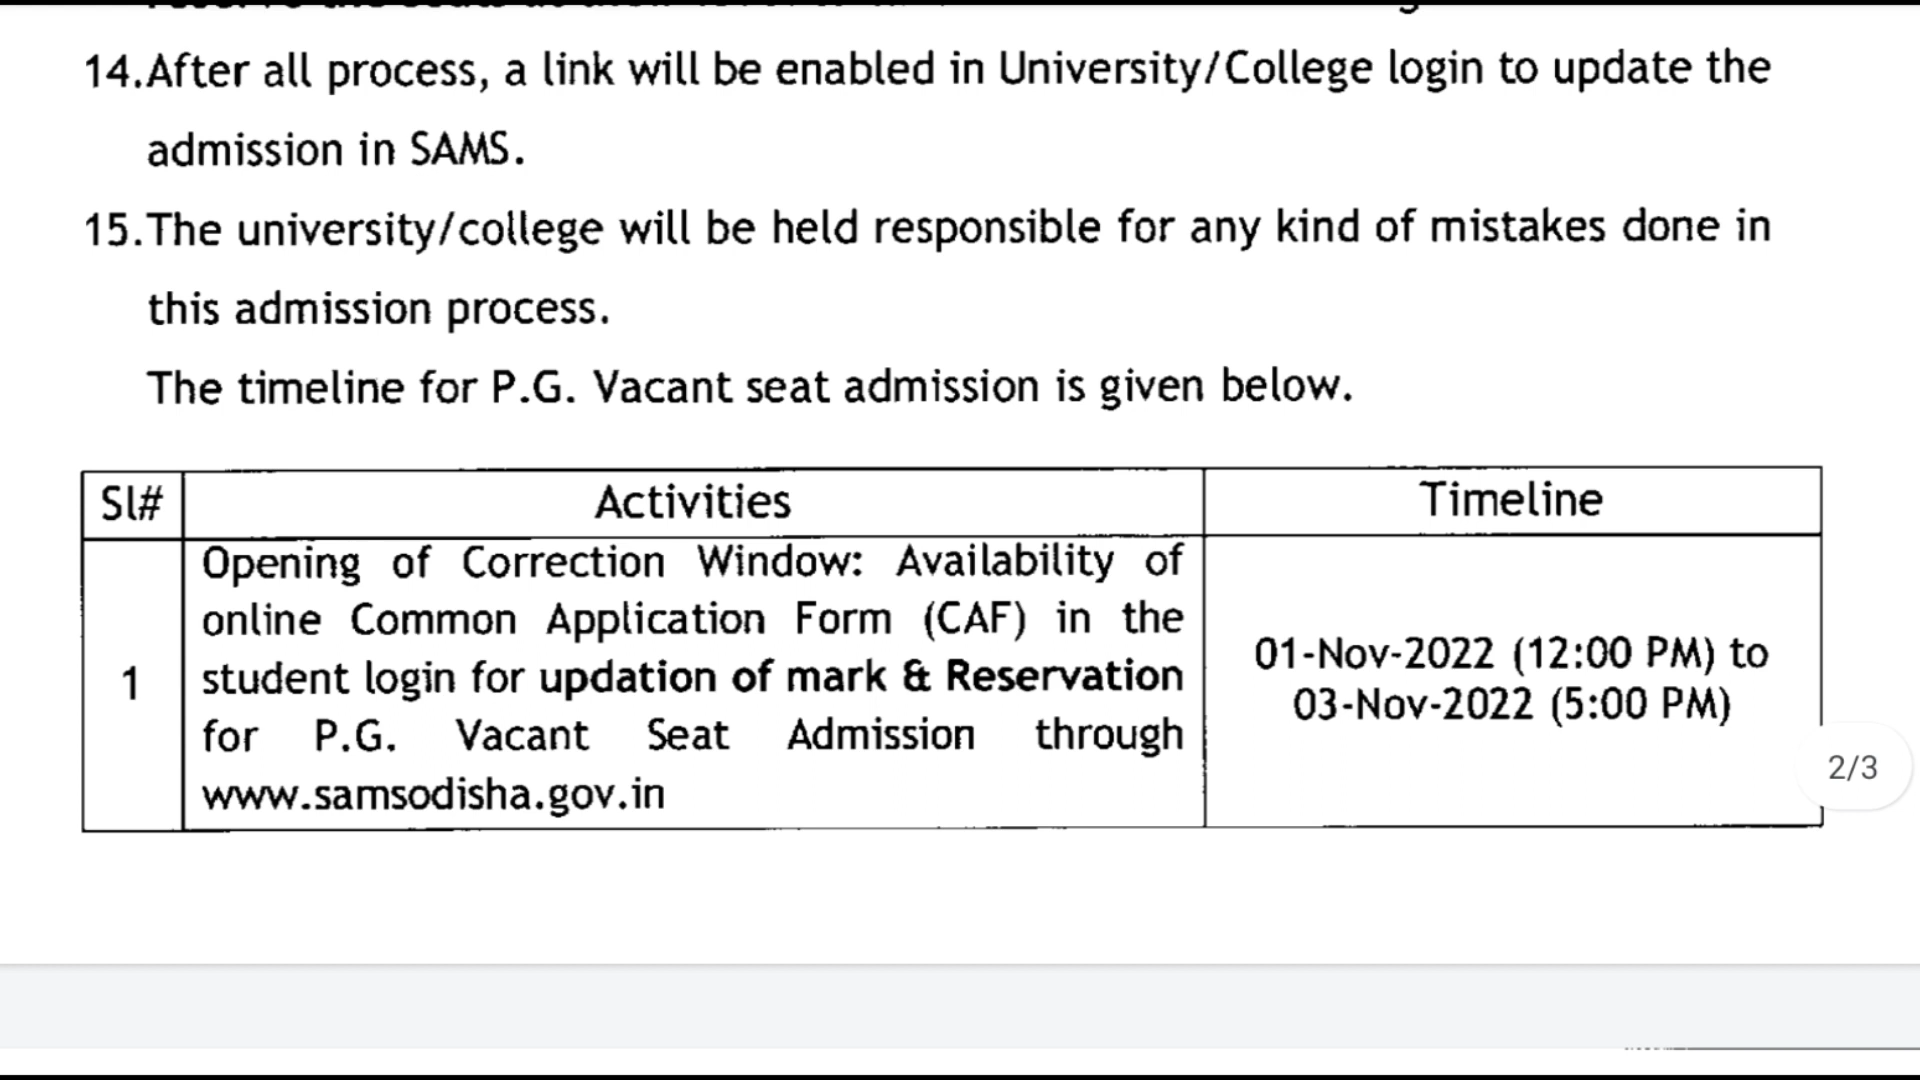 14.After all process, a link will be enabled in University/College login to update the
admission in SAMS.
15.The university/college will be held responsible for any kind of mistakes done in
this admission process.
The timeline for P.G. Vacant seat admission is given below.
Sl#
Activities
Timeline
1
Opening of Correction Window: Availability of
online Common Application Form (CAF) in the
student login for updation of mark & Reservation
for P.G. Vacant Seat Admission through
www.samsodisha.gov.in
01-Nov-2022 (12:00 PM) to
03-Nov-2022 (5:00 PM)
2/3